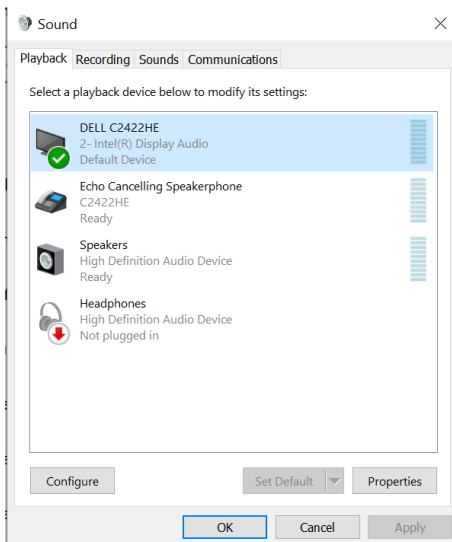 Sound
Playback Recording Sounds Communications
Select a playback device below to modify its settings:
DELL C2422HE
2- Intel(R) Display Audio
Default Device
Echo Cancelling Speakerphone
C2422HE
Ready
Speakers
High Definition Audio Device
Ready
Headphones
High Definition Audio Device
Not plugged in
Configure Set Default Properties
OK Cancel Apply